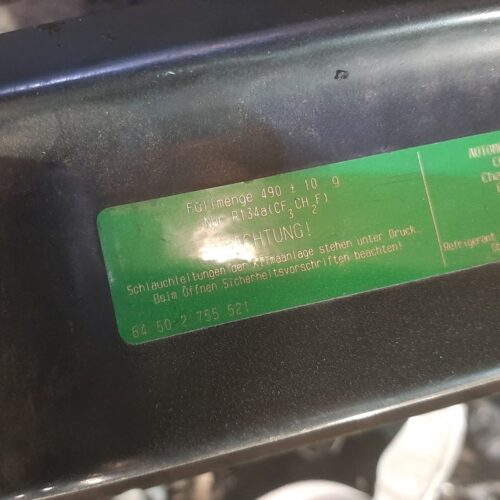 Füllmenge 490 ± 10 g
Nur R134a(CF3CH2F)
ACHTUNG!
Schlauchleitungen der Klimaanlage stehen unter Druck.
Beim Öffnen Sicherheitsvorschriften beachten!
64 50-2 755 521
Refrigerant